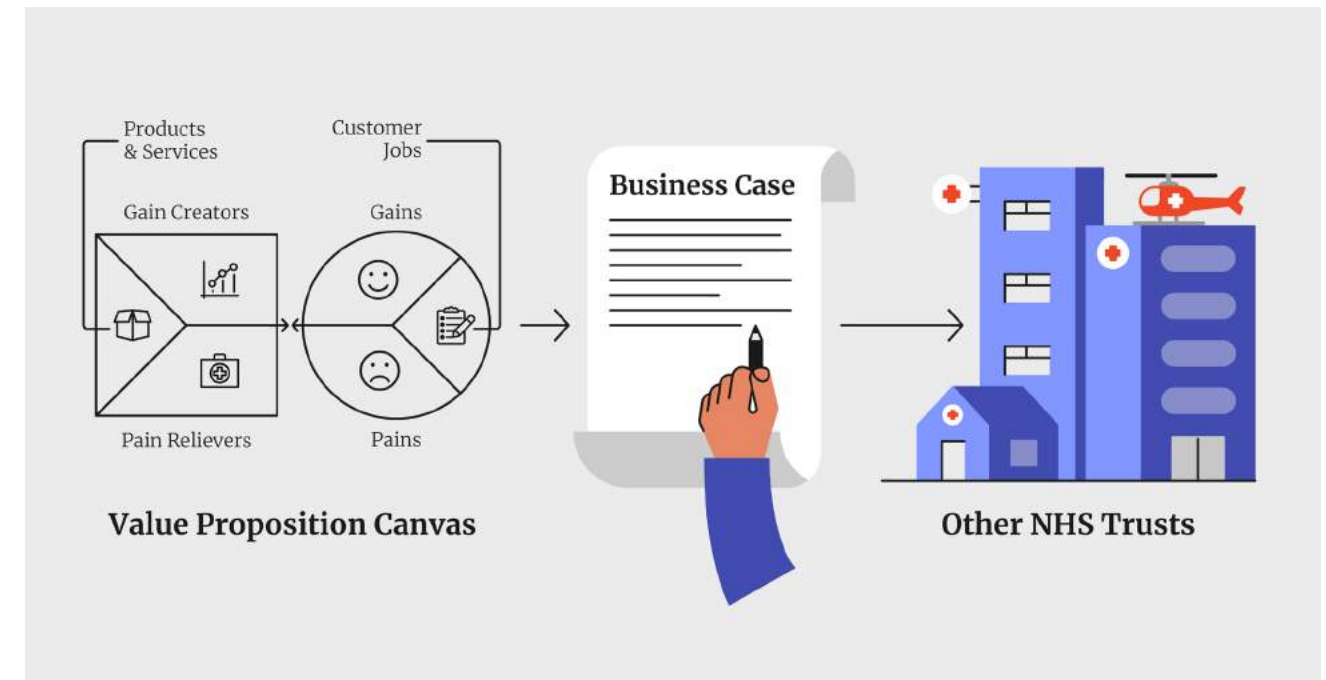 Products
& Services
Customer
Jobs
Gain Creators
Gains
Pain Relievers
Pains
Value Proposition Canvas
Business Case
Other NHS Trusts